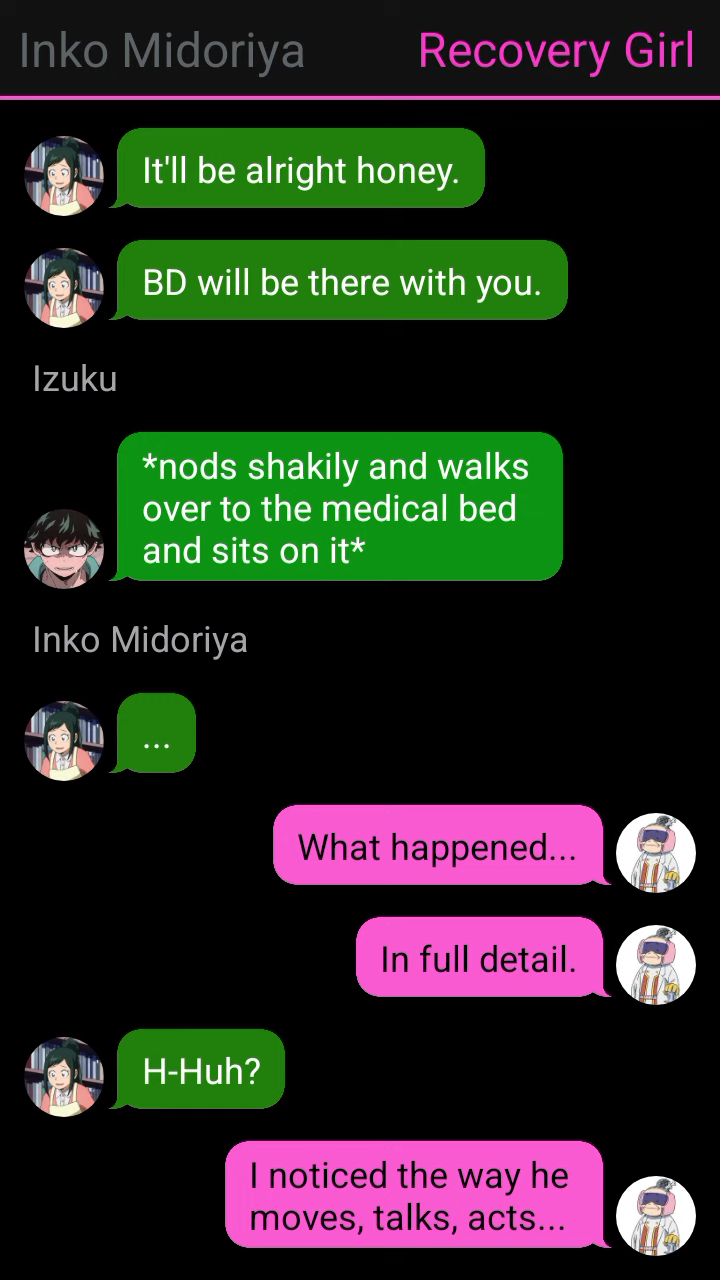 Inko Midoriya Recovery Girl
It'll be alright honey.
BD will be there with you.
Izuku
*nods shakily and walks
over to the medical bed
and sits on it*
Inko Midoriya
...
What happened...
In full detail.
H-Huh?
I noticed the way he
moves, talks, acts...